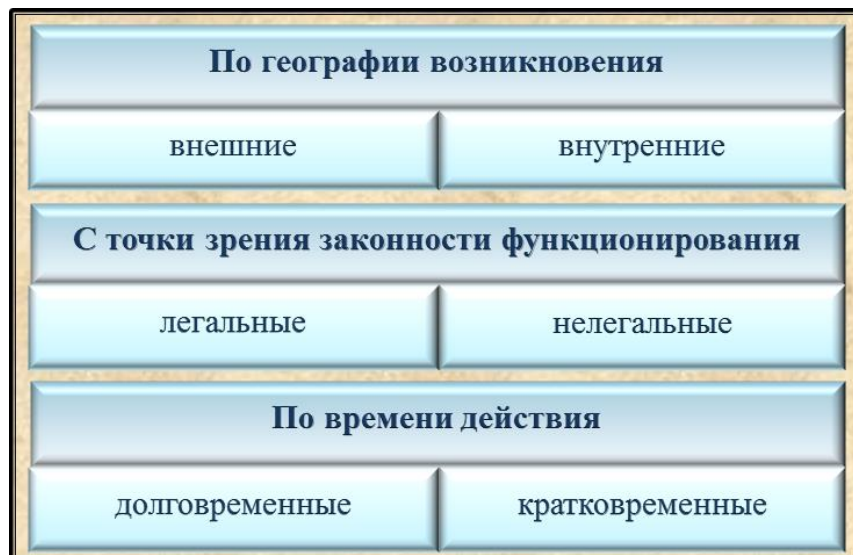 По географии возникновения
внешние
внутренние
С точки зрения законности функционирования
легальные
нелегальные
По времени действия
долговременные
кратковременные